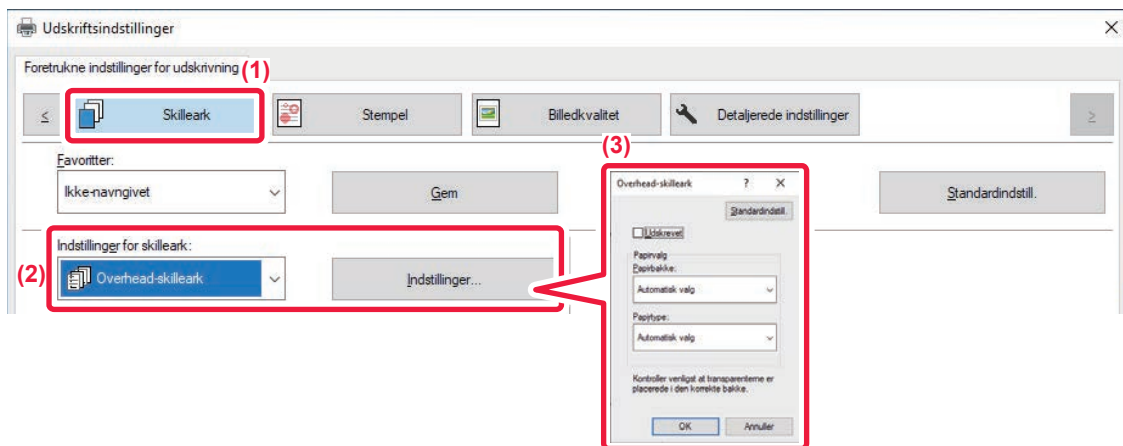 Udskriftsindstillinger
Foretrukne indstillinger for udskrivning
(1)
< Skilleark Stempel Billedkvalitet Detaljerede indstillinger >
(3)
Favoritter:
Ikke-navngivet Gem Standardindstill.
Indstillinger for skilleark:
(2) Overhead-skilleark Indstillinger...
Overhead-skilleark ? X
Standardindstill.
Udskrevet
Papirvalg
Papirbakke:
Automatisk valg
Papirtype:
Automatisk valg
Kontroller venligst at transparenterne er
placerede i den korrekte bakke.
OK Annuller